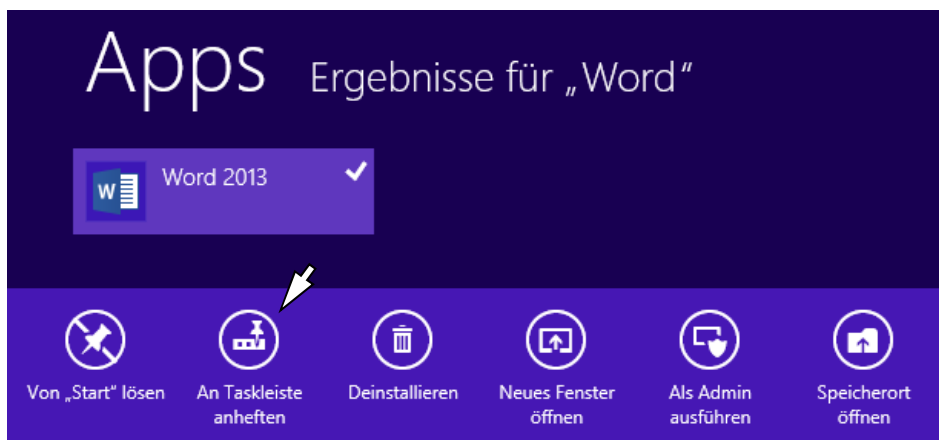 Apps Ergebnisse für „Word“
W Word 2013
Von „Start“ lösen
An Taskleiste
anheften
Deinstallieren
Neues Fenster
öffnen
Als Admin
ausführen
Speicherort
öffnen